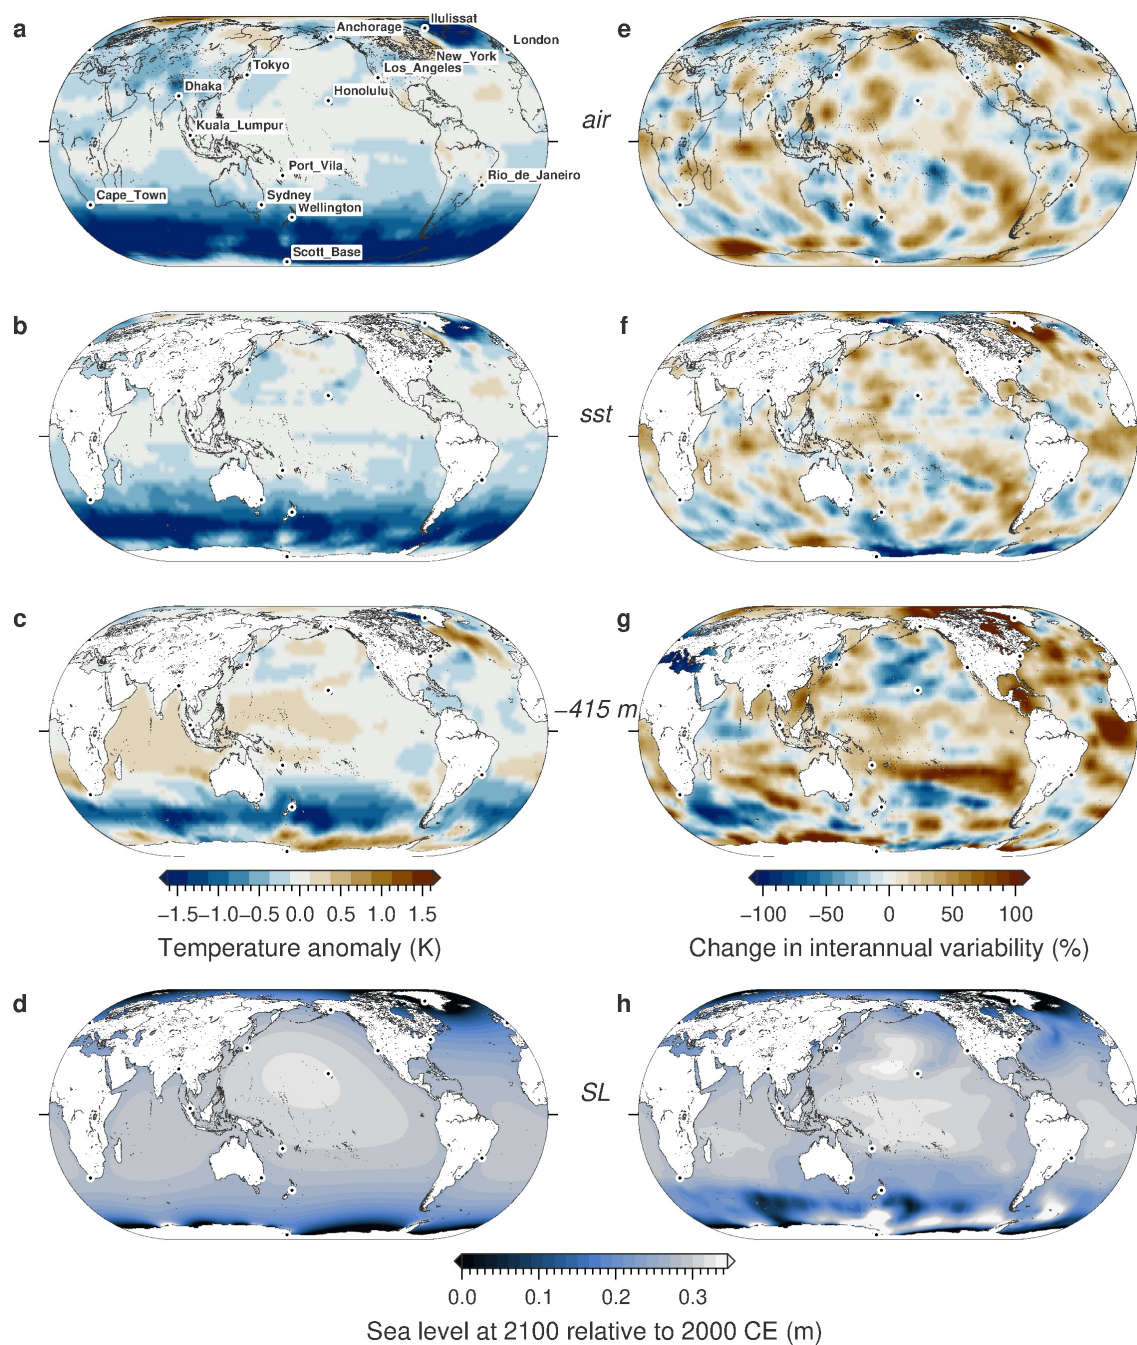 a
Anchorage
Ilulissat
London
New_York
Tokyo
Los_Angeles
Dhaka
Honolulu
Kuala_Lumpur
Port_Vila
Rio_de_Janeiro
Cape_Town
Sydney
Wellington
Scott_Base
e
air
b
f
sst
c
g
−415 m
−1.5 −1.0 −0.5 0.0 0.5 1.0 1.5
Temperature anomaly (K)
−100 −50 0 50 100
Change in interannual variability (%)
d
h
SL
0.0 0.1 0.2 0.3
Sea level at 2100 relative to 2000 CE (m)